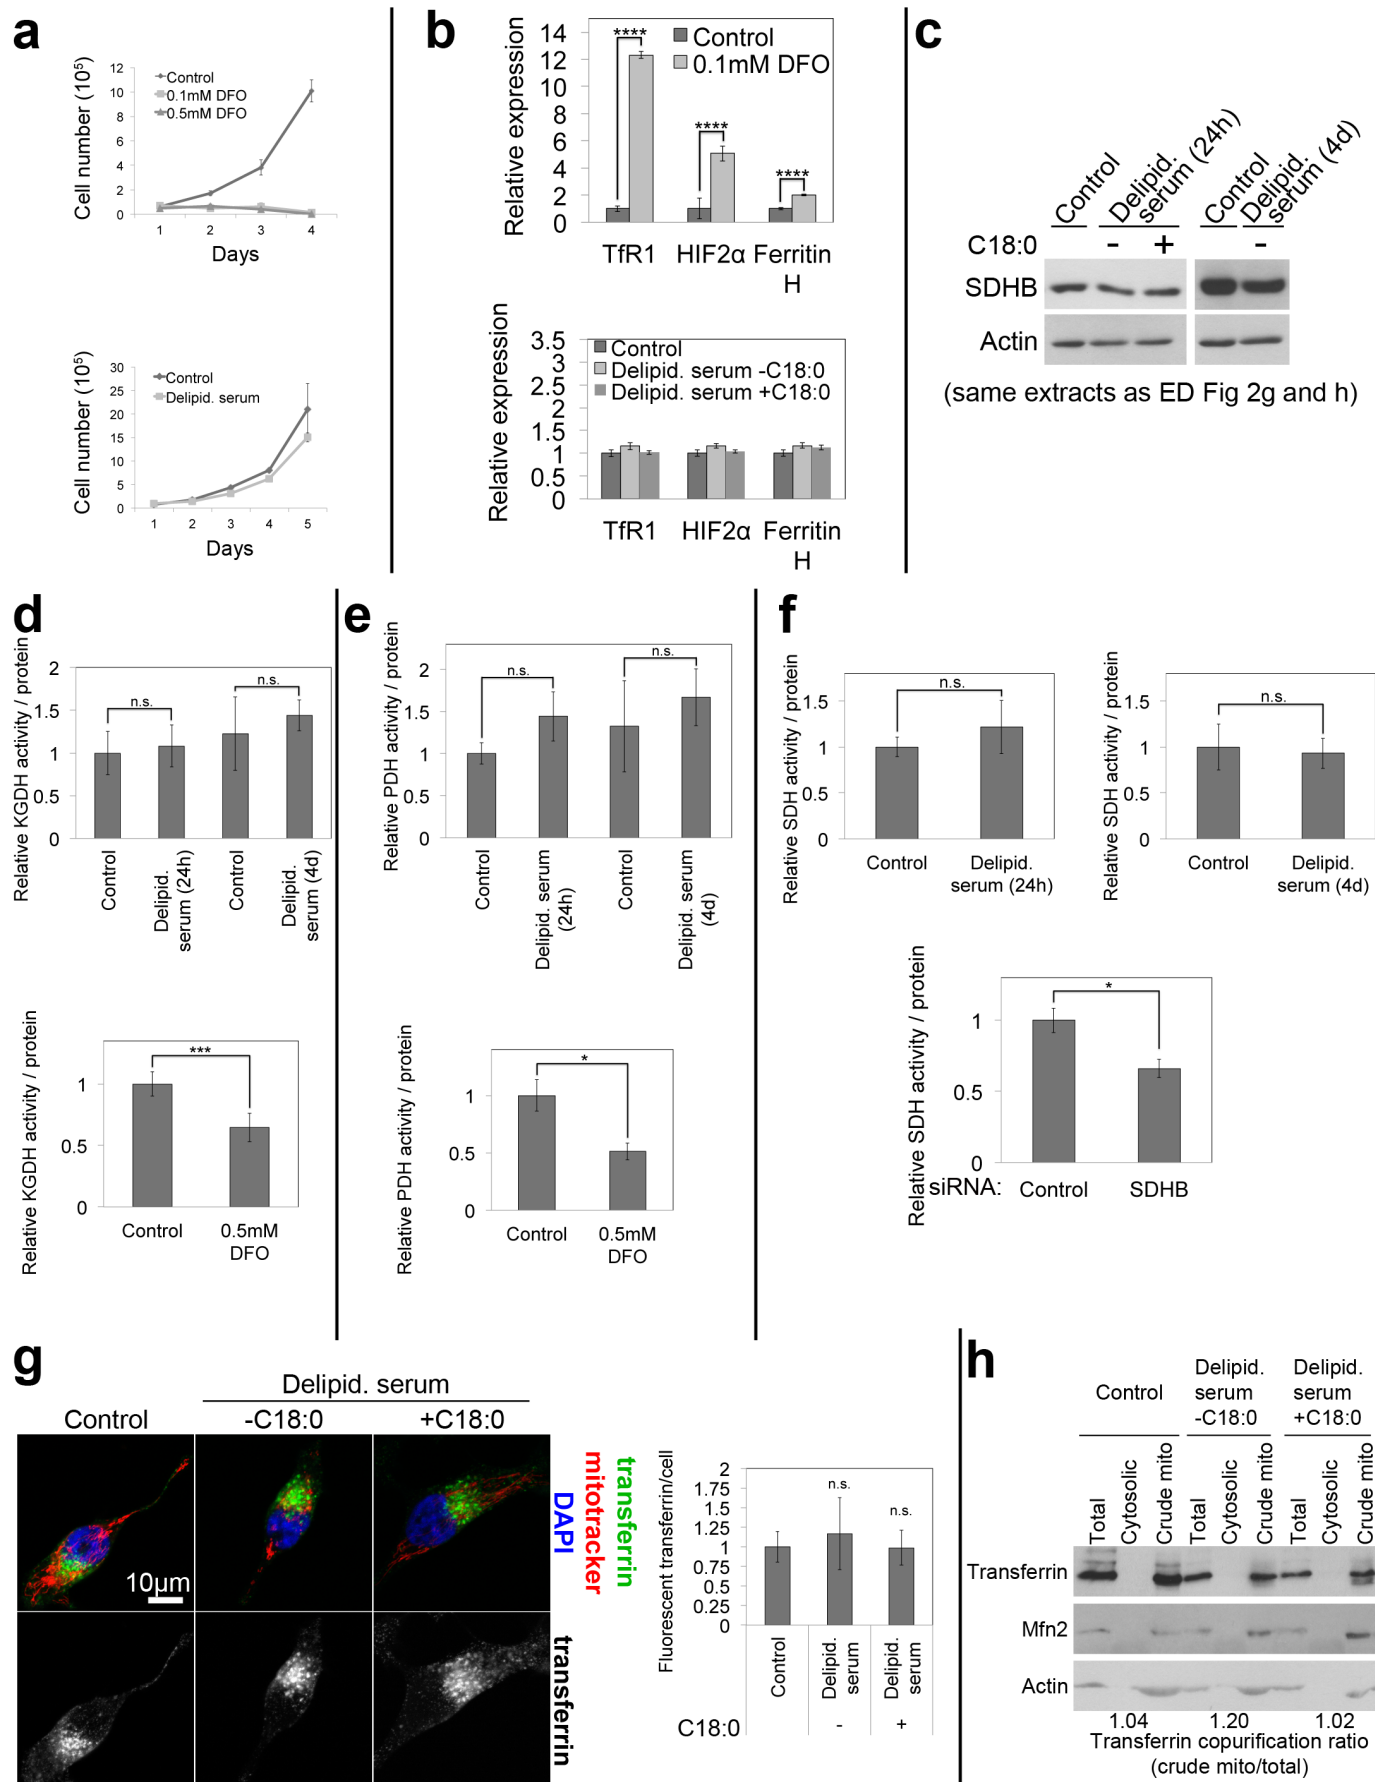 a
Cell number (10⁵)
12
10
8
6
4
2
0
Control
0.1mM DFO
0.5mM DFO
1 2 3 4
Days
Cell number (10⁵)
30
25
20
15
10
5
0
Control
Delipid. serum
1 2 3 4 5
Days
b
Relative expression
14
12
10
8
6
4
2
0
Control
0.1mM DFO
**** **** ****
TfR1 HIF2α Ferritin
H
Relative expression
3.5
3
2.5
2
1.5
1
0.5
0
Control
Delipid. serum -C18:0
Delipid. serum +C18:0
TfR1 HIF2α Ferritin
H
c
Control
Delipid.
serum (24h)
Control
Delipid.
serum (4d)
C18:0 - + -
SDHB
Actin
(same extracts as ED Fig 2g and h)
d
Relative KGDH activity / protein
2
1.5
1
0.5
0
n.s. n.s.
Control
Delipid.
serum (24h)
Control
Delipid.
serum (4d)
Relative KGDH activity / protein
1
0.5
0
***
Control 0.5mM
DFO
e
Relative PDH activity / protein
2
1.5
1
0.5
0
n.s. n.s.
Control
Delipid. serum
(24h)
Control
Delipid. serum
(4d)
Relative PDH activity / protein
1
0.5
0
*
Control 0.5mM
DFO
f
Relative SDH activity / protein
1.5
1
0.5
0
n.s.
Control Delipid.
serum (24h)
Relative SDH activity / protein
1.5
1
0.5
0
n.s.
Control Delipid.
serum (4d)
Relative SDH activity / protein
1
0.5
0
*
siRNA: Control SDHB
g
Delipid. serum
Control -C18:0 +C18:0
10µm
transferrin
mitotracker
DAPI
transferrin
Fluorescent transferrin/cell
2
1.75
1.5
1.25
1
0.75
0.5
0.25
0
n.s. n.s.
Control
Delipid.
serum
Delipid.
serum
C18:0 - +
h
Control
Delipid.
serum
-C18:0
Delipid.
serum
+C18:0
Total
Cytosolic
Crude mito
Total
Cytosolic
Crude mito
Total
Cytosolic
Crude mito
Transferrin
Mfn2
Actin
1.04 1.20 1.02
Transferrin copurification ratio
(crude mito/total)